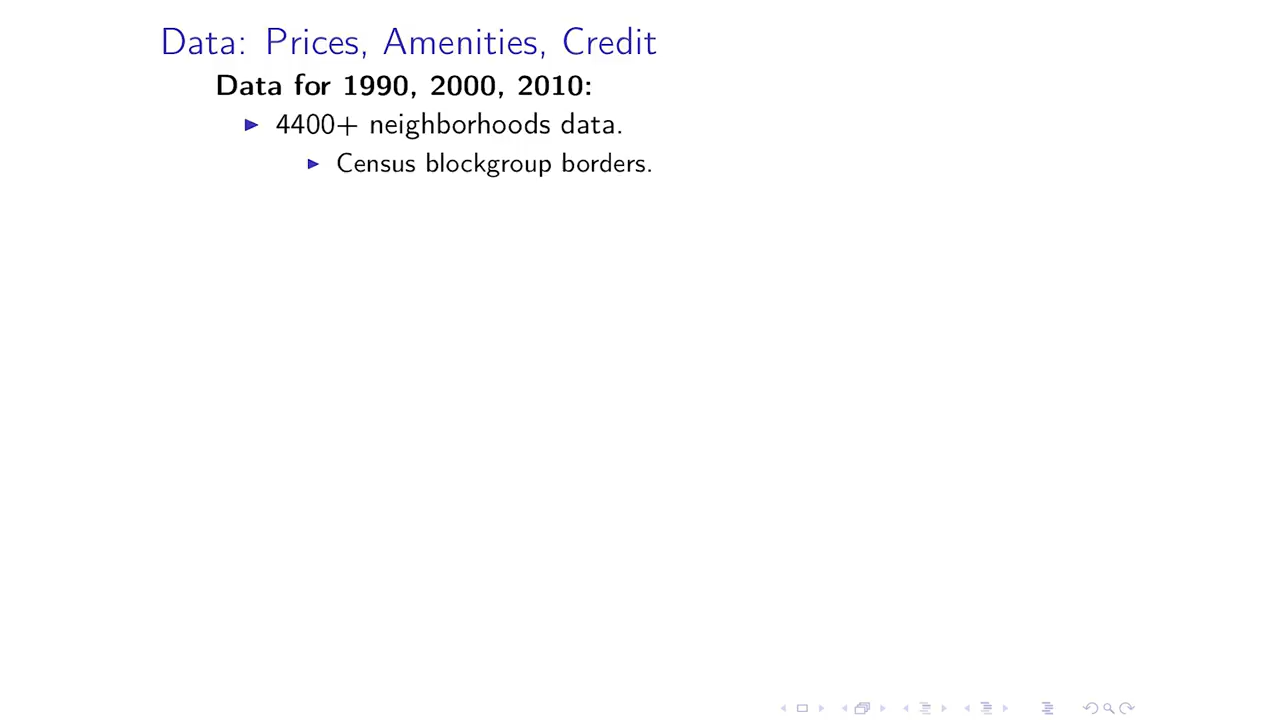 Data: Prices, Amenities, Credit
Data for 1990, 2000, 2010:
4400+ neighborhoods data.
Census blockgroup borders.